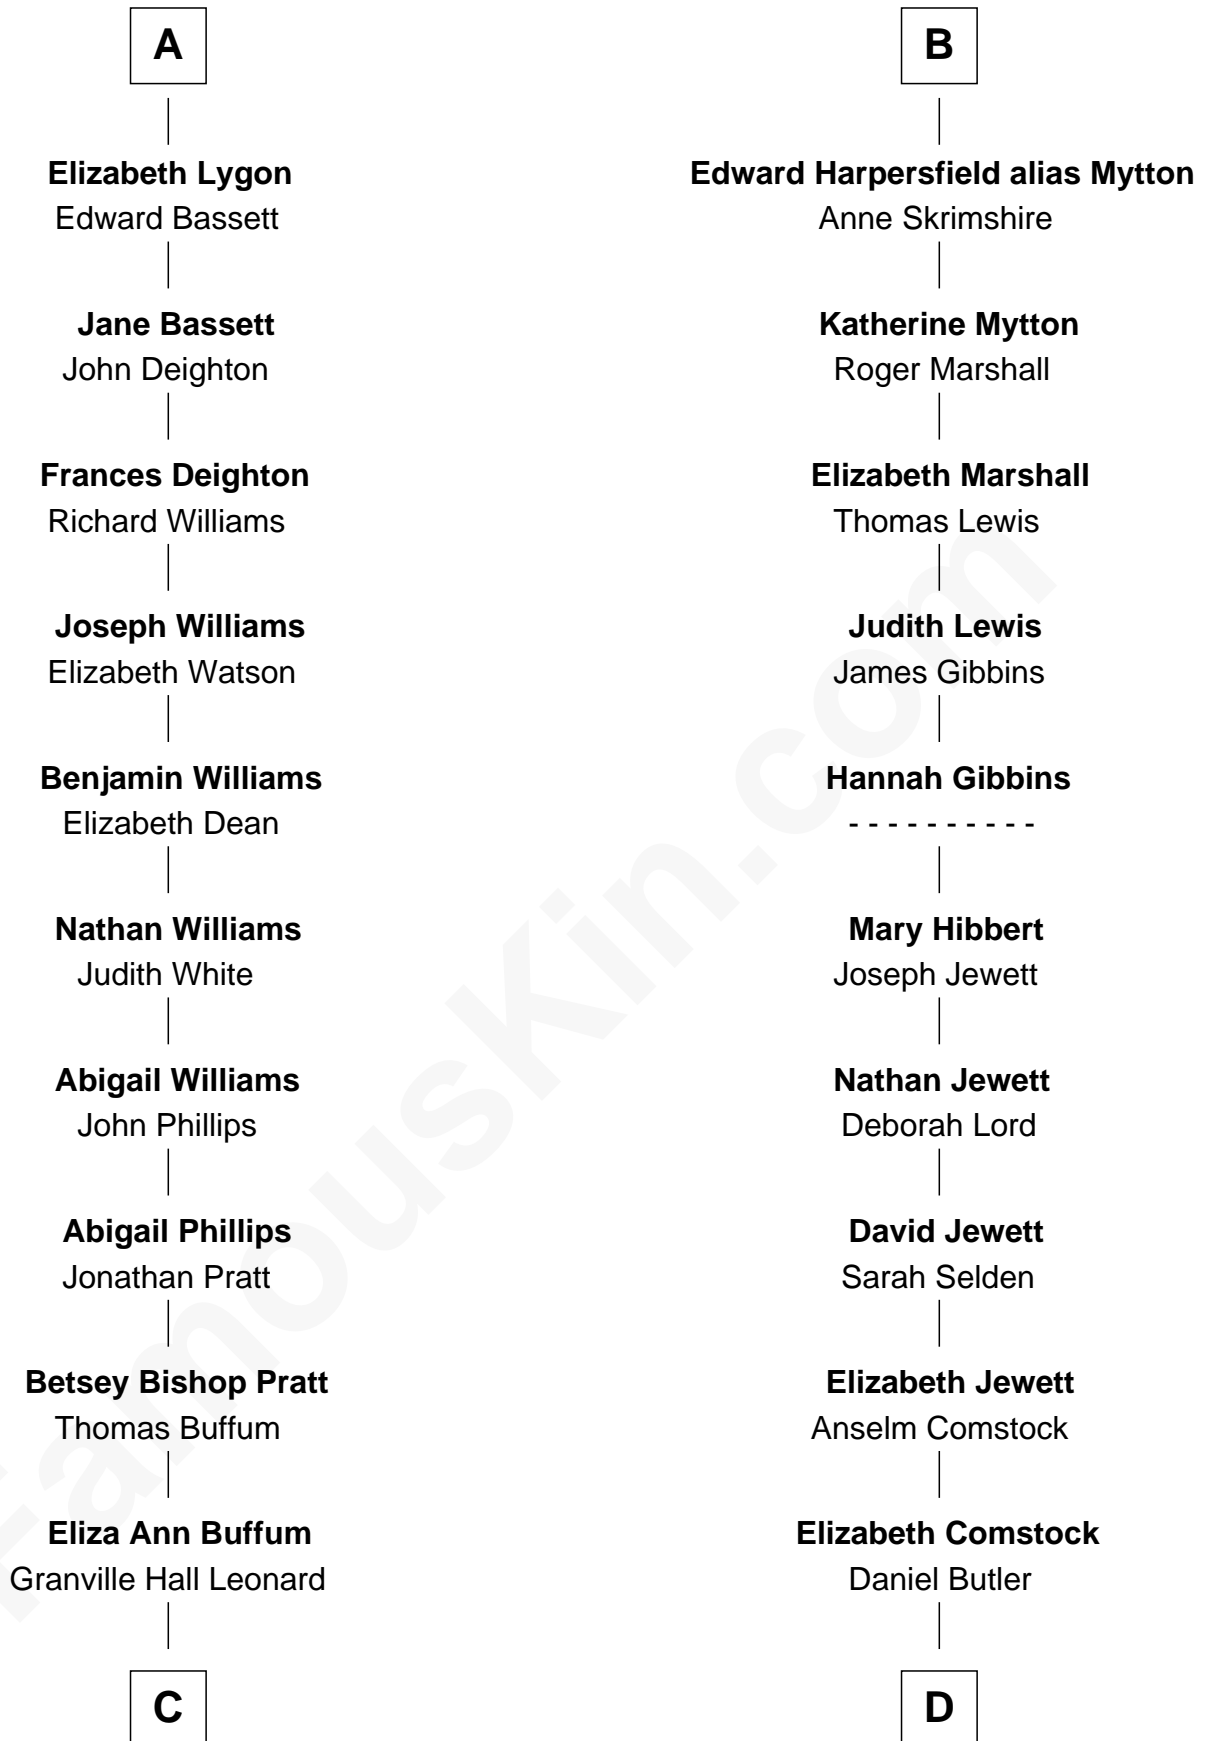 A
Elizabeth Lygon
Edward Bassett
Jane Bassett
John Deighton
Frances Deighton
Richard Williams
Joseph Williams
Elizabeth Watson
Benjamin Williams
Elizabeth Dean
Nathan Williams
Judith White
Abigail Williams
John Phillips
Abigail Phillips
Jonathan Pratt
Betsey Bishop Pratt
Thomas Buffum
Eliza Ann Buffum
Granville Hall Leonard
C
B
Edward Harpersfield alias Mytton
Anne Skrimshire
Katherine Mytton
Roger Marshall
Elizabeth Marshall
Thomas Lewis
Judith Lewis
James Gibbins
Hannah Gibbins
- - - - - - - - - -
Mary Hibbert
Joseph Jewett
Nathan Jewett
Deborah Lord
David Jewett
Sarah Selden
Elizabeth Jewett
Anselm Comstock
Elizabeth Comstock
Daniel Butler
D
FamousKin.com